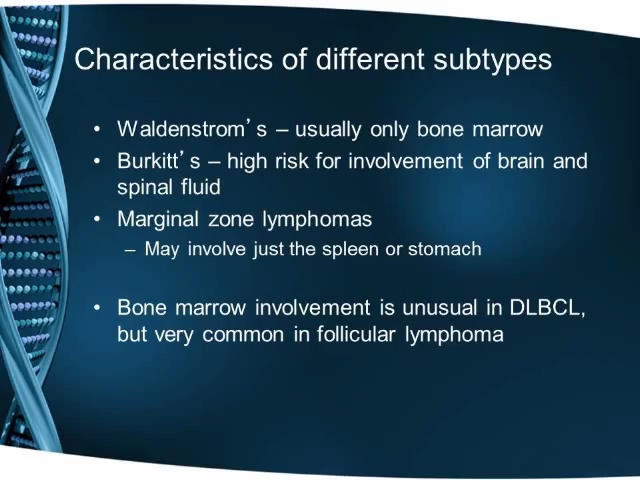 Characteristics of different subtypes
• Waldenstrom’s – usually only bone marrow
• Burkitt’s – high risk for involvement of brain and
spinal fluid
• Marginal zone lymphomas
– May involve just the spleen or stomach
• Bone marrow involvement is unusual in DLBCL,
but very common in follicular lymphoma